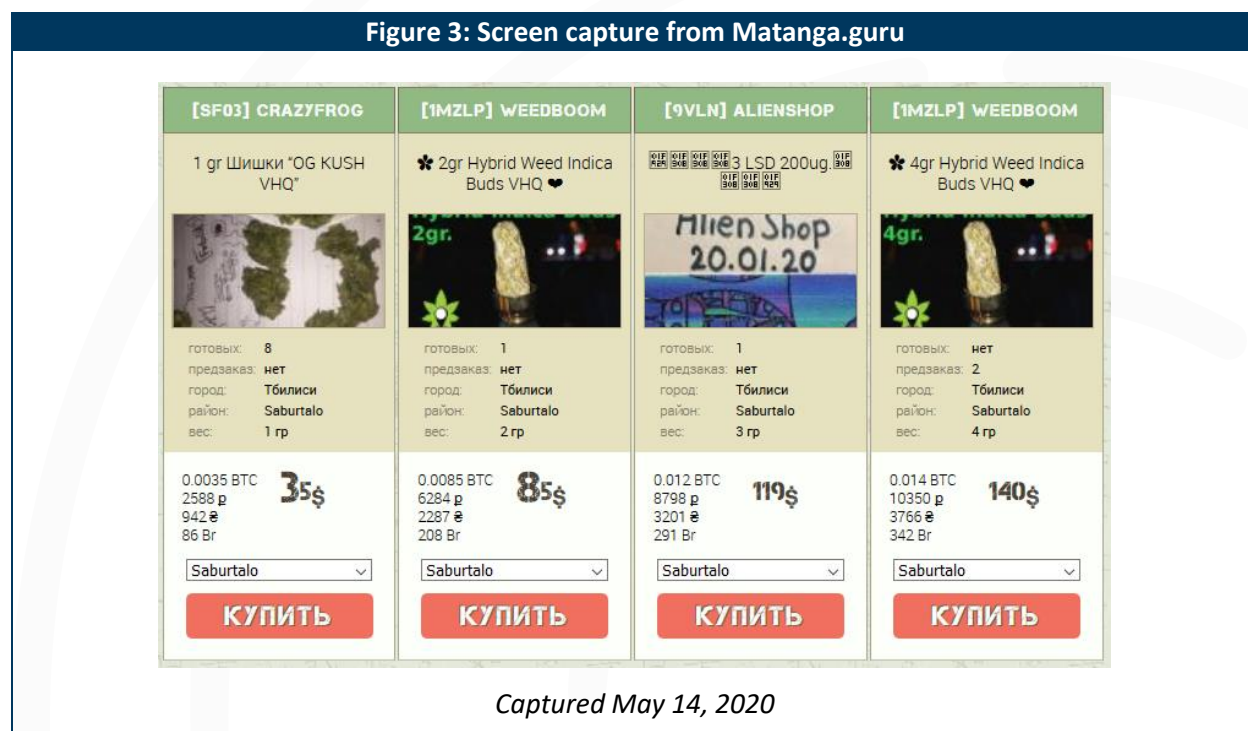 Figure 3: Screen capture from Matanga.guru
[SF03] CRAZYFROG
1 gr Шишки "OG KUSH
VHQ"
готовых: 8
предзаказ: нет
город: Тбилиси
район: Saburtalo
вес: 1 гр
0.0035 BTC
2588 ₽
942 ₴
86 Br
35$
Saburtalo
КУПИТЬ
[1MZLP] WEEDBOOM
✽ 2gr Hybrid Weed Indica
Buds VHQ ❤
2gr.
готовых: 1
предзаказ: нет
город: Тбилиси
район: Saburtalo
вес: 2 гр
0.0085 BTC
6284 ₽
2287 ₴
208 Br
85$
Saburtalo
КУПИТЬ
[9VLN] ALIENSHOP
3 LSD 200ug.
Alien Shop
20.01.20
готовых: 1
предзаказ: нет
город: Тбилиси
район: Saburtalo
вес: 3 гр
0.012 BTC
8798 ₽
3201 ₴
291 Br
119$
Saburtalo
КУПИТЬ
[1MZLP] WEEDBOOM
✽ 4gr Hybrid Weed Indica
Buds VHQ ❤
4gr.
готовых: нет
предзаказ: 2
город: Тбилиси
район: Saburtalo
вес: 4 гр
0.014 BTC
10350 ₽
3766 ₴
342 Br
140$
Saburtalo
КУПИТЬ
Captured May 14, 2020